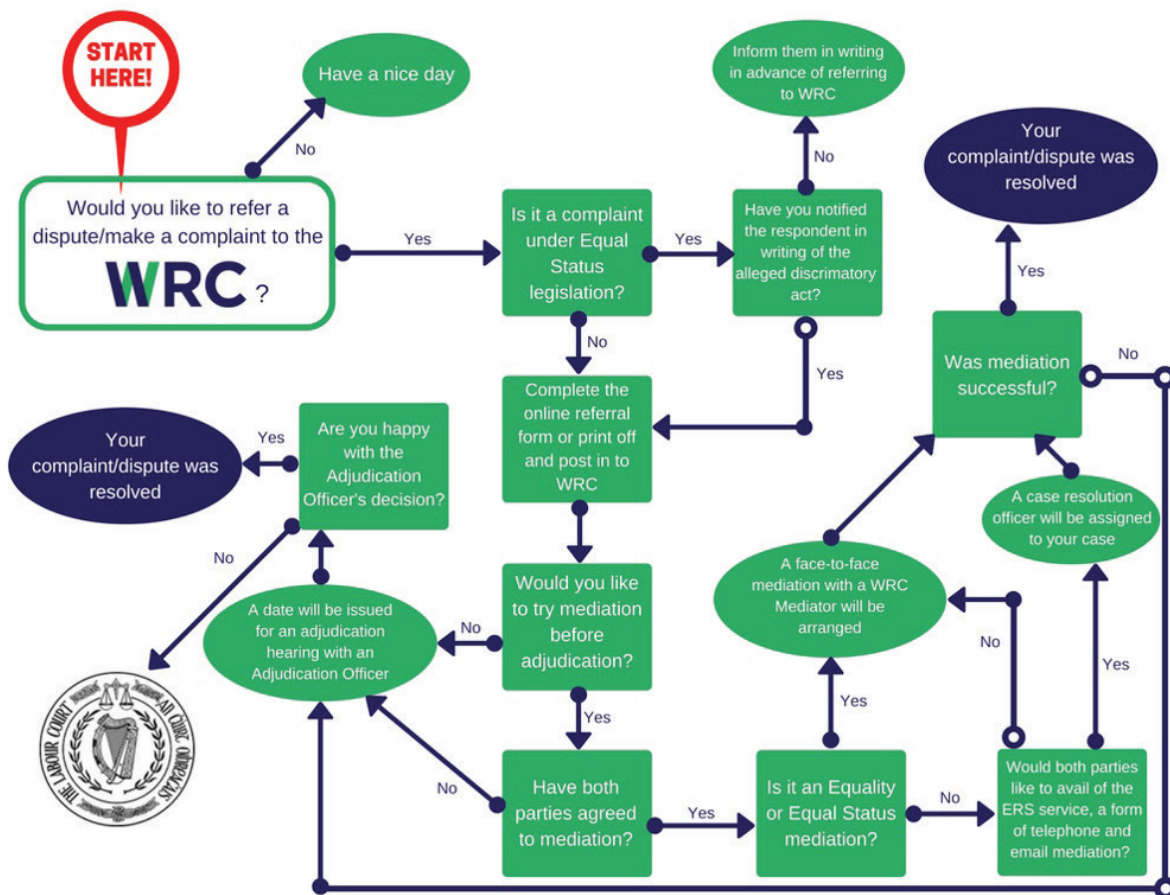 START
HERE!
Have a nice day
No
Would you like to refer a
dispute/make a complaint to the
WRC ?
Yes
Is it a complaint
under Equal
Status
legislation?
Yes
Have you notified
the respondent in
writing of the
alleged discrimatory
act?
No
Inform them in writing
in advance of referring
to WRC
No
Yes
Complete the
online referral
form or print off
and post in to
WRC
Your
complaint/dispute was
resolved
Yes
Was mediation
successful?
No
Your
complaint/dispute was
resolved
Yes
Are you happy
with the
Adjudication
Officer's decision?
No
A date will be issued
for an adjudication
hearing with an
Adjudication Officer
No
Would you like
to try mediation
before
adjudication?
Yes
A face-to-face
mediation with a WRC
Mediator will be
arranged
A case resolution
officer will be assigned
to your case
No
Yes
Yes
THE LABOUR COURT
AN CHÚIRT OIBREACHAIS
No
Have both
parties agreed
to mediation?
Yes
Is it an Equality
or Equal Status
mediation?
No
Would both parties
like to avail of the
ERS service, a form
of telephone and
email mediation?